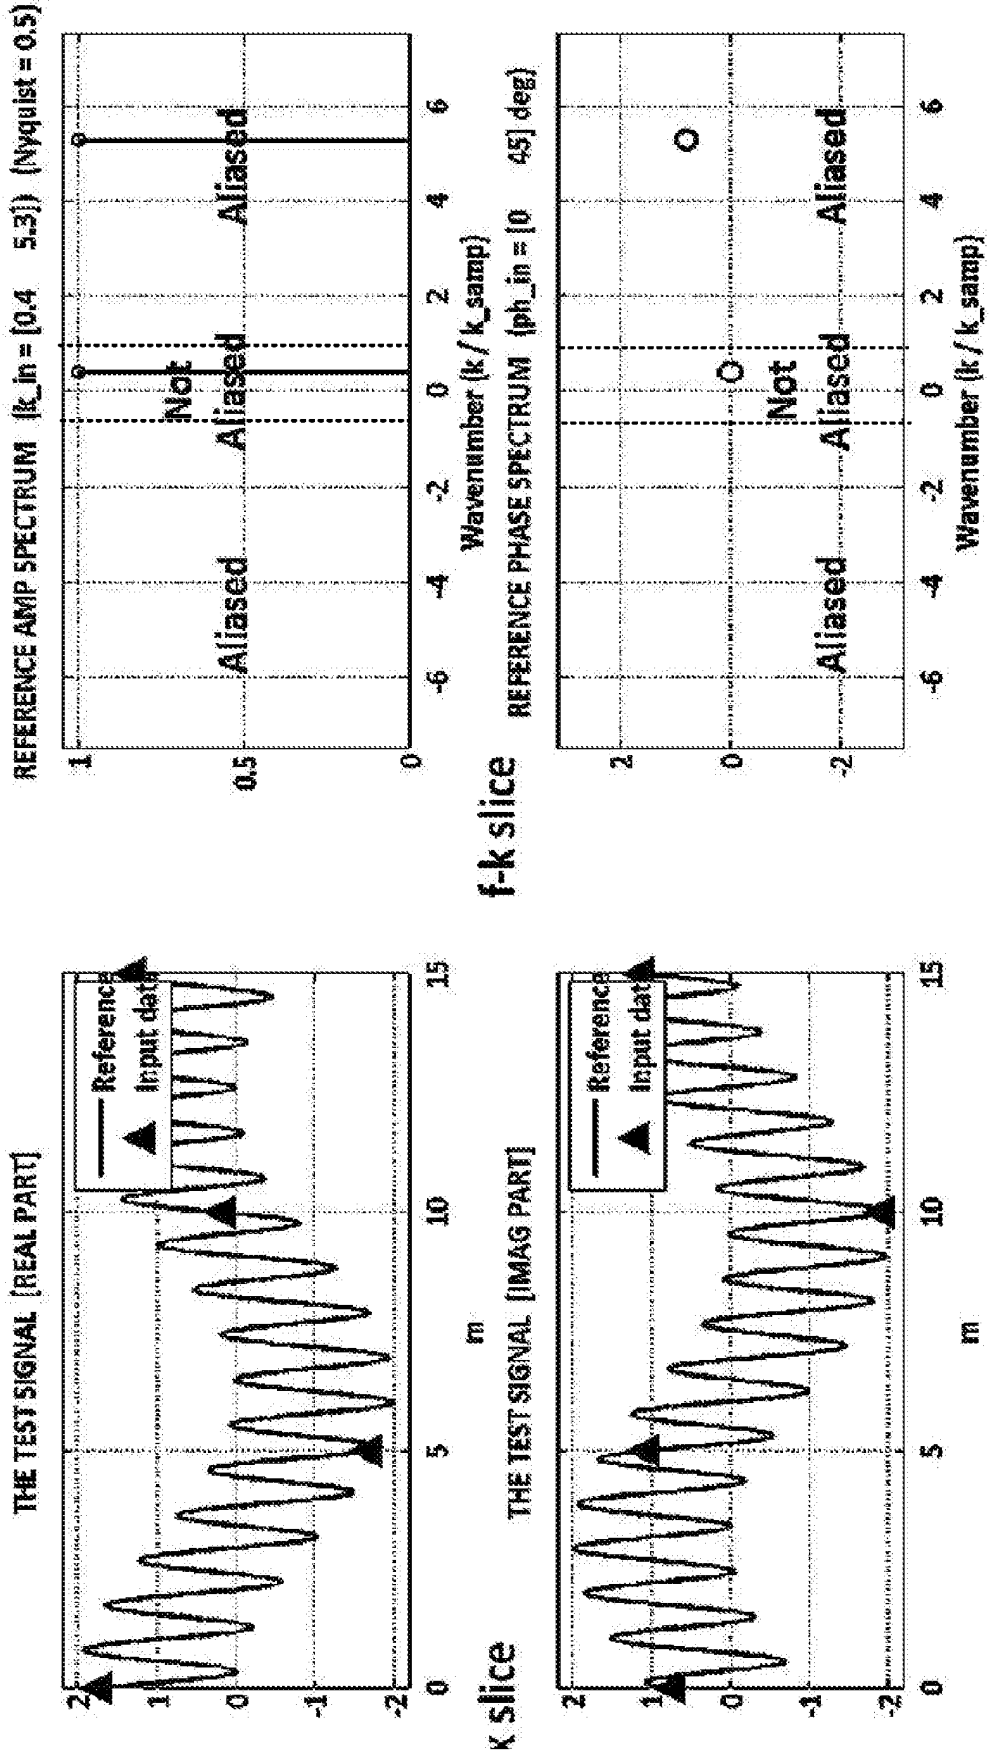 THE TEST SIGNAL [REAL PART]
2
1
0
-1
-2
Reference
Input data
0
5
10
15
m
REFERENCE AMP SPECTRUM (k_in = [0.4 5.3]) (Nyquist = 0.5)
1
0.5
0
Aliased
Not
Aliased
Aliased
-6
-4
-2
0
2
4
6
Wavenumber (k / k_samp)
K slice
f-k slice
THE TEST SIGNAL [IMAG PART]
2
1
0
-1
-2
Reference
Input data
0
5
10
15
m
REFERENCE PHASE SPECTRUM (ph_in = [0 45] deg)
2
0
-2
Aliased
Not
Aliased
Aliased
-6
-4
-2
0
2
4
6
Wavenumber (k / k_samp)